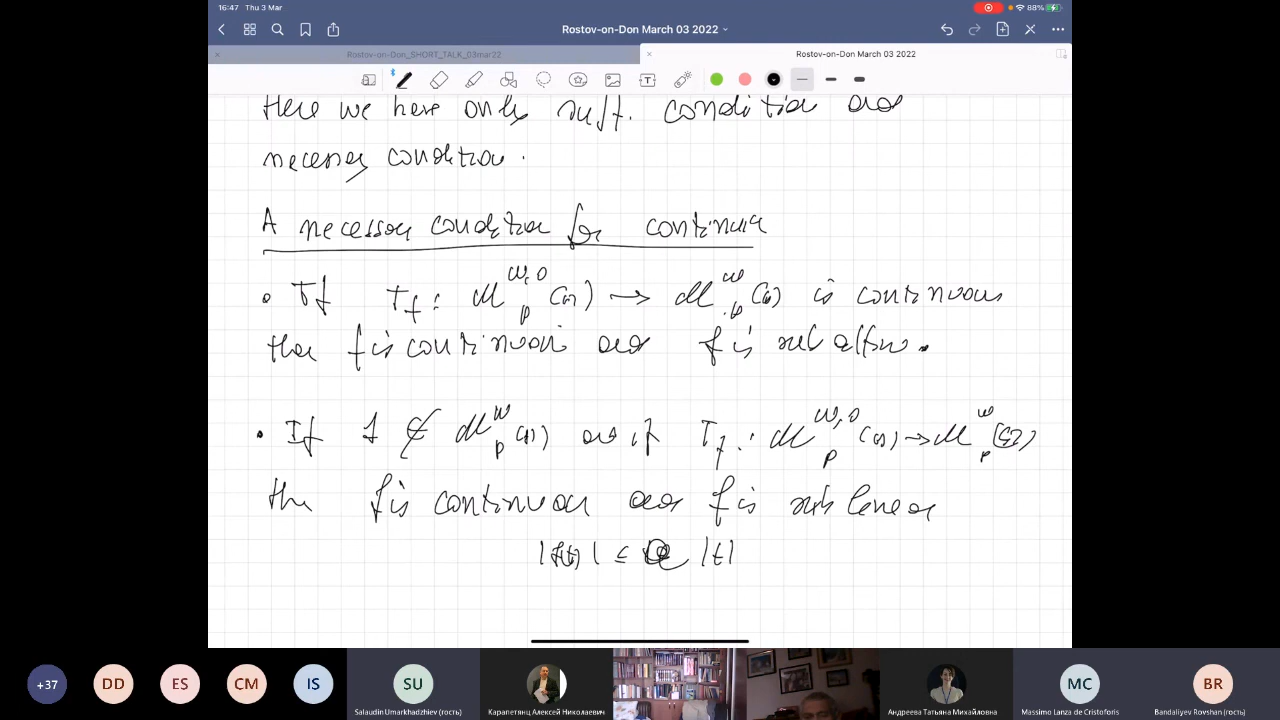 16:47 Thu 3 Mar
88%
Rostov-on-Don March 03 2022
Rostov-on-Don_SHORT_TALK_03mar22
Rostov-on-Don March 03 2022
Here we have only suff. condition and
necessary condition.
A necessary condition for continuity
• If T_f : M_p^{w,0}(Ω) → M_p^w(Ω) is continuous
then f is continuous and f is subaffine.
• If 1 ∉ M_p^w(Ω) and if T_f : M_p^{w,0}(Ω) → M_p^w(Ω)
then f is continuous and f is sublinear
|f(t)| ≤ |t|
+37
DD
ES
CM
IS
SU
MC
BR
Salaudin Umarkhadzhiev (гость)
Карапетянц Алексей Николаевич
Андреева Татьяна Михайловна
Massimo Lanza de Cristoforis
Bandaliyev Rovshan (гость)